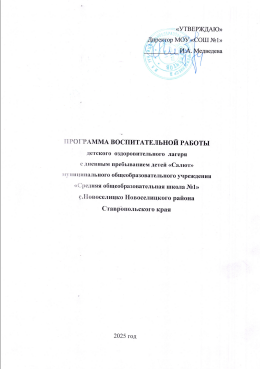 «УТВЕРЖДАЮ»
Директор МОУ «СОШ №1»
И.А. Медведева
ПРОГРАММА ВОСПИТАТЕЛЬНОЙ РАБОТЫ
детского оздоровительного лагеря
с дневным пребыванием детей «Салют»
муниципального общеобразовательного учреждения
«Средняя общеобразовательная школа №1»
с.Новоселицко Новоселицкого района
Ставропольского края
2025 год